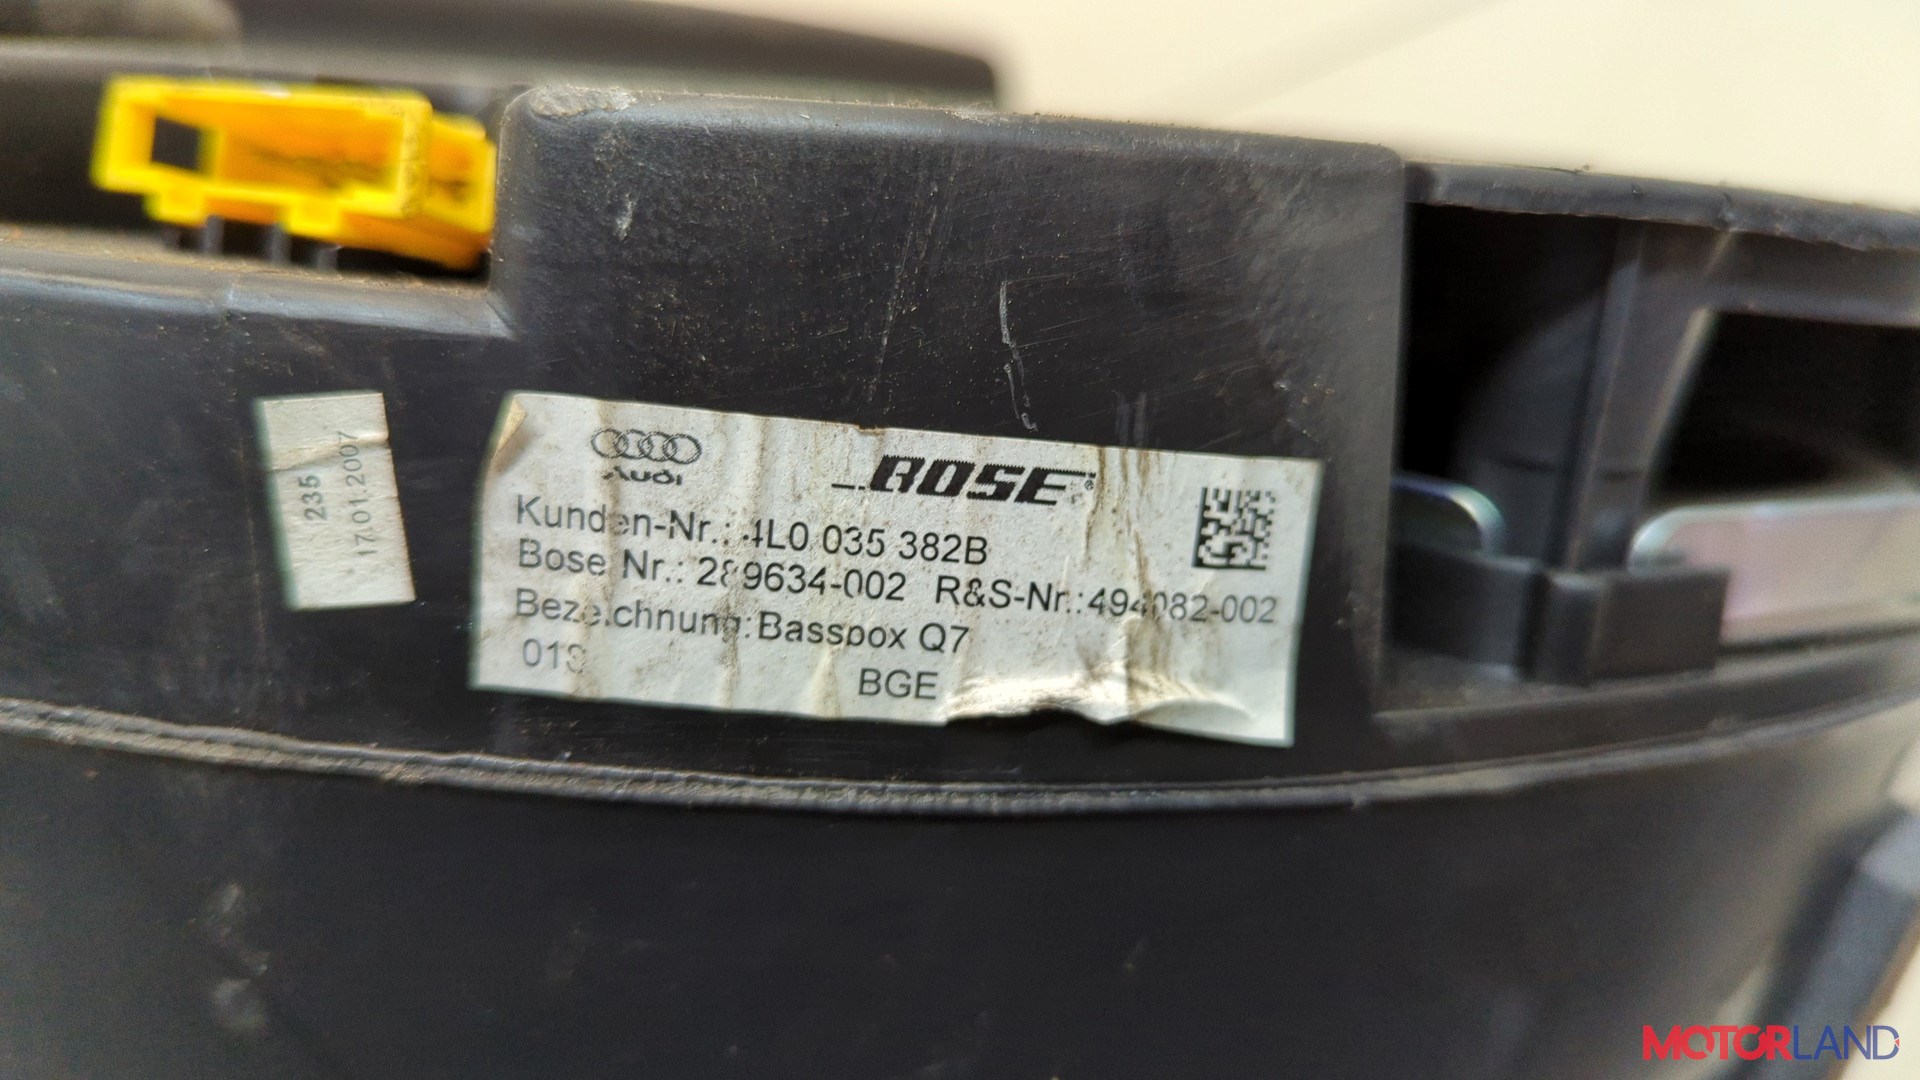 235
17.01.2007
Audi
BOSE
Kunden-Nr.: 4L0 035 382B
Bose Nr.: 289634-002 R&S-Nr.:494082-002
Bezeichnung:Bassbox Q7
BGE
MOTORLAND